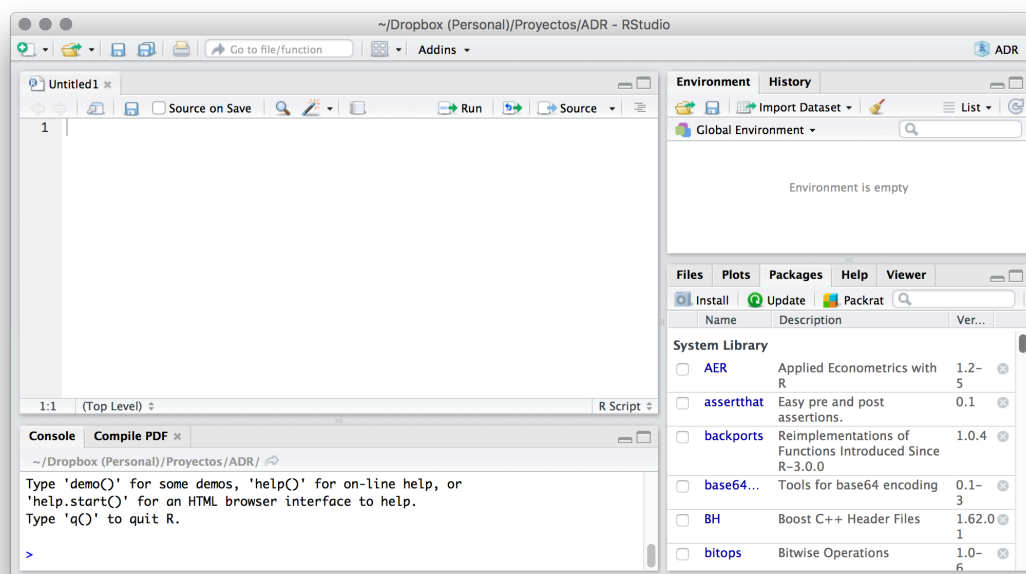 ~/Dropbox (Personal)/Proyectos/ADR - RStudio
Go to file/function
Addins
ADR
Untitled1
Source on Save
Run
Source
1
1:1 (Top Level)
R Script
Console
Compile PDF
~/Dropbox (Personal)/Proyectos/ADR/
Type 'demo()' for some demos, 'help()' for on-line help, or
'help.start()' for an HTML browser interface to help.
Type 'q()' to quit R.
>
Environment
History
Import Dataset
List
Global Environment
Environment is empty
Files
Plots
Packages
Help
Viewer
Install
Update
Packrat
Name Description Ver...
System Library
AER Applied Econometrics with 1.2-
R 5
assertthat Easy pre and post 0.1
assertions.
backports Reimplementations of 1.0.4
Functions Introduced Since
R-3.0.0
base64... Tools for base64 encoding 0.1-
3
BH Boost C++ Header Files 1.62.0
1
bitops Bitwise Operations 1.0-
6